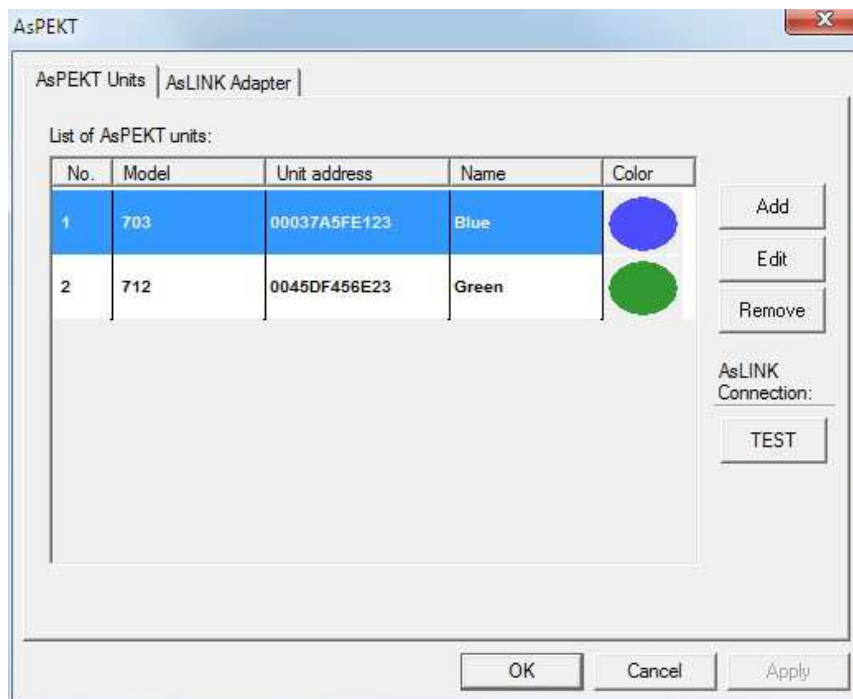 AsPEKT
AsPEKT Units AsLINK Adapter
List of AsPEKT units:
No. Model Unit address Name Color
1 703 00037A5FE123 Blue
2 712 0045DF456E23 Green
Add
Edit
Remove
AsLINK
Connection:
TEST
OK Cancel Apply